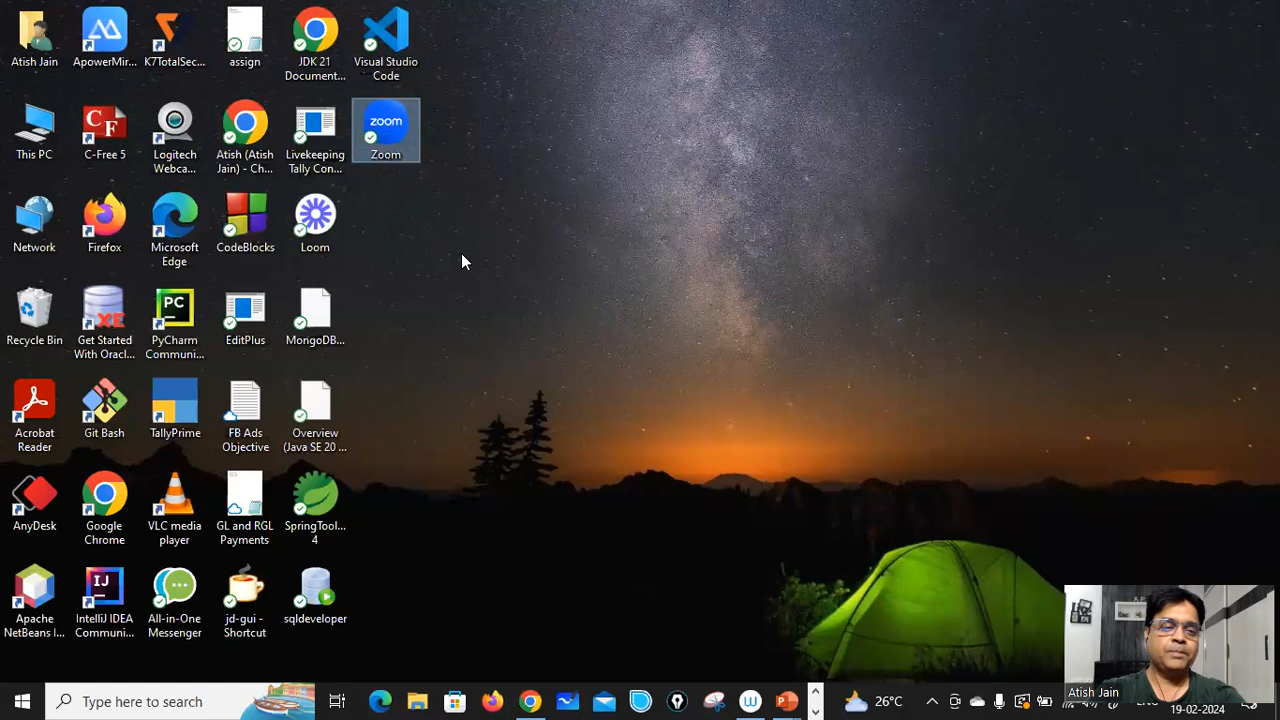 Atish Jain
ApowerMir...
K7TotalSec...
assign
JDK 21
Document...
Visual Studio
Code
This PC
CF
C-Free 5
Logitech
Webca...
Atish (Atish
Jain) - Ch...
Livekeeping
Tally Con...
zoom
Zoom
Network
Firefox
Microsoft
Edge
CodeBlocks
Loom
Recycle Bin
XE
Get Started
With Oracl...
PC
PyCharm
Communi...
EditPlus
MongoDB...
Acrobat
Reader
Git Bash
TallyPrime
FB Ads
Objective
Overview
(Java SE 20 ...
AnyDesk
Google
Chrome
VLC media
player
GL and RGL
Payments
SpringTool...
4
Apache
NetBeans I...
IJ
IntelliJ IDEA
Communi...
All-in-One
Messenger
jd-gui -
Shortcut
sqldeveloper
Atish Jain
Type here to search
26°C
19-02-2024